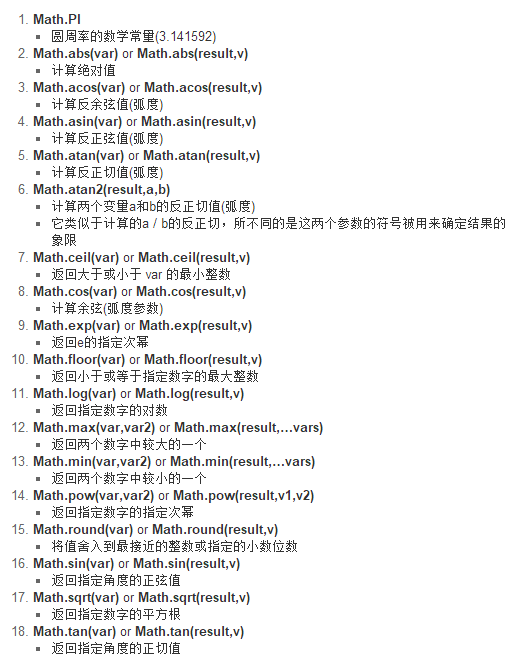 1. Math.PI
▪ 圆周率的数学常量(3.141592)
2. Math.abs(var) or Math.abs(result,v)
▪ 计算绝对值
3. Math.acos(var) or Math.acos(result,v)
▪ 计算反余弦值(弧度)
4. Math.asin(var) or Math.asin(result,v)
▪ 计算反正弦值(弧度)
5. Math.atan(var) or Math.atan(result,v)
▪ 计算反正切值(弧度)
6. Math.atan2(result,a,b)
▪ 计算两个变量a和b的反正切值(弧度)
▪ 它类似于计算的a / b的反正切，所不同的是这两个参数的符号被用来确定结果的
象限
7. Math.ceil(var) or Math.ceil(result,v)
▪ 返回大于或小于 var 的最小整数
8. Math.cos(var) or Math.cos(result,v)
▪ 计算余弦(弧度参数)
9. Math.exp(var) or Math.exp(result,v)
▪ 返回e的指定次幂
10. Math.floor(var) or Math.floor(result,v)
▪ 返回小于或等于指定数字的最大整数
11. Math.log(var) or Math.log(result,v)
▪ 返回指定数字的对数
12. Math.max(var,var2) or Math.max(result,…vars)
▪ 返回两个数字中较大的一个
13. Math.min(var,var2) or Math.min(result,…vars)
▪ 返回两个数字中较小的一个
14. Math.pow(var,var2) or Math.pow(result,v1,v2)
▪ 返回指定数字的指定次幂
15. Math.round(var) or Math.round(result,v)
▪ 将值舍入到最接近的整数或指定的小数位数
16. Math.sin(var) or Math.sin(result,v)
▪ 返回指定角度的正弦值
17. Math.sqrt(var) or Math.sqrt(result,v)
▪ 返回指定数字的平方根
18. Math.tan(var) or Math.tan(result,v)
▪ 返回指定角度的正切值